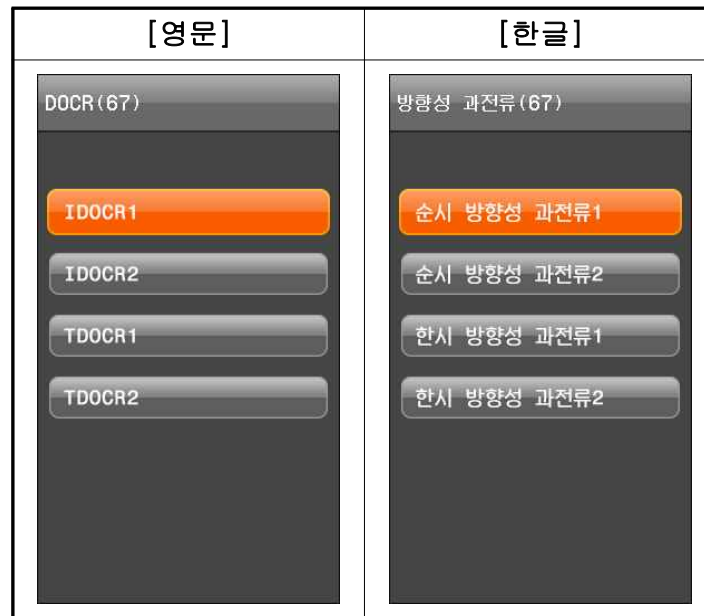 [영문]
[한글]
DOCR(67)
IDOCR1
IDOCR2
TDOCR1
TDOCR2
방향성 과전류(67)
순시 방향성 과전류1
순시 방향성 과전류2
한시 방향성 과전류1
한시 방향성 과전류2